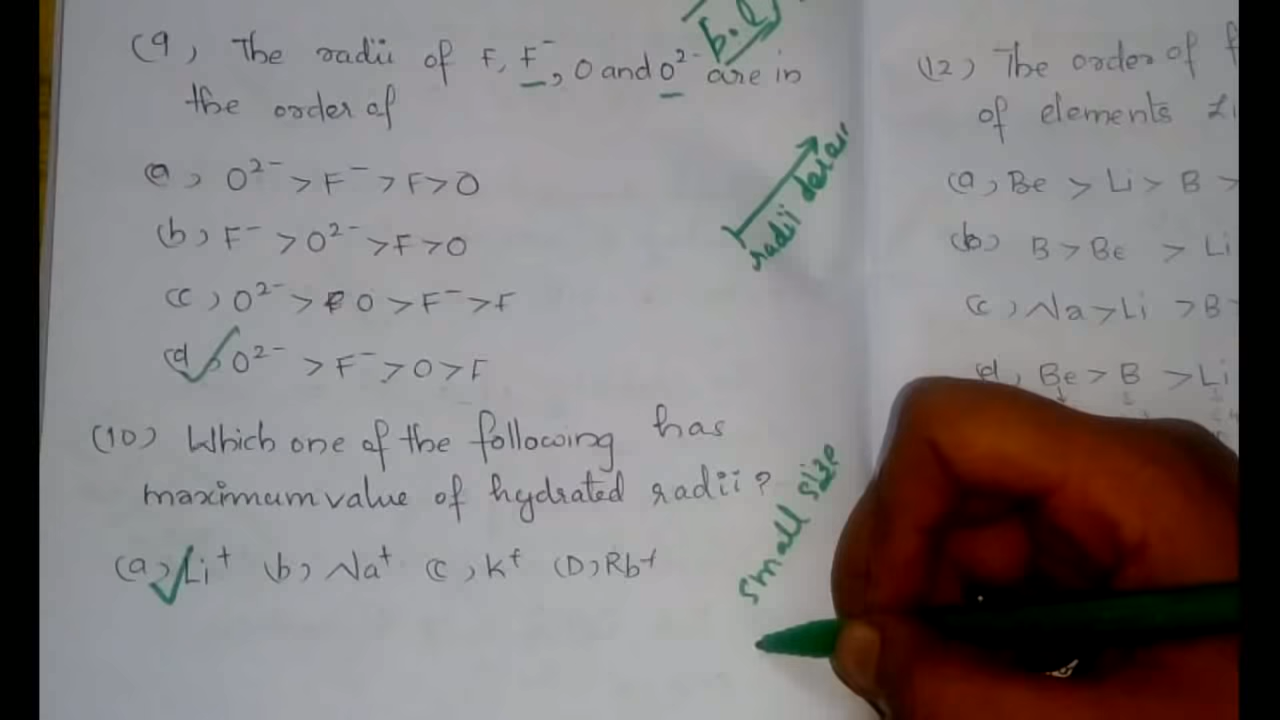 (9, The radii of F, F⁻, O and O²⁻ are in
the order of
(a, O²⁻ > F⁻ > F > O
(b, F⁻ > O²⁻ > F > O
(c, O²⁻ > O > F⁻ > F
(d, O²⁻ > F⁻ > O > F
(10) Which one of the following has
maximum value of hydrated radii?
(a, Li⁺ (b, Na⁺ (c, K⁺ (D, Rb⁺
radii
small size
(12) The order of
of elements
(a, Be > Li > B >
(b) B > Be > Li
(c, Na > Li > B
(d, Be > B > Li